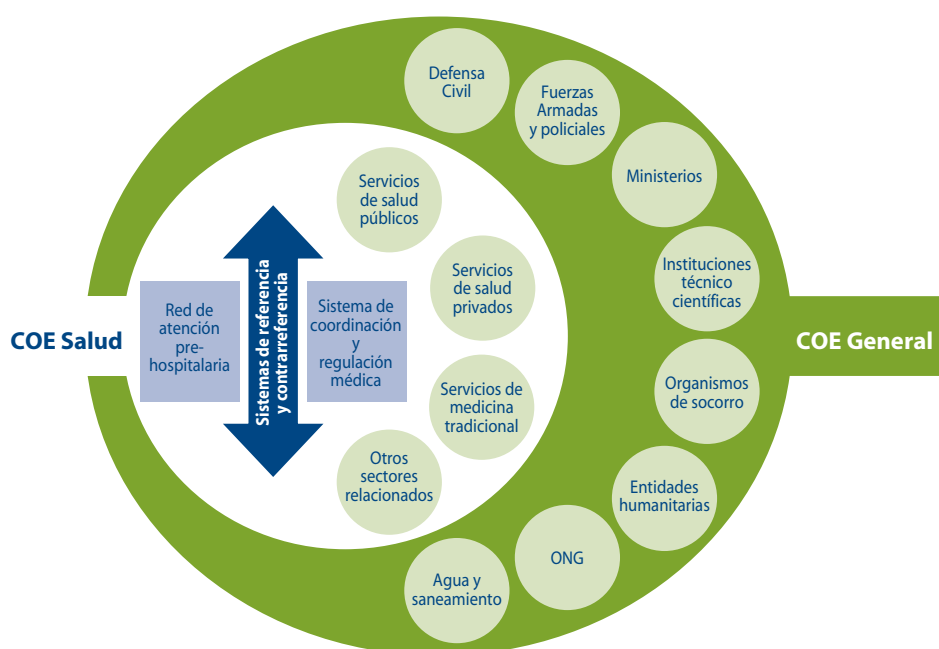 Defensa
Civil
Fuerzas
Armadas
y policiales
Ministerios
Instituciones
técnico
científicas
Organismos
de socorro
Entidades
humanitarias
ONG
Agua y
saneamiento
COE General
COE Salud
Red de
atención
pre-
hospitalaria
Sistemas de referencia
y contrarreferencia
Sistema de
coordinación
y
regulación
médica
Servicios
de salud
públicos
Servicios
de salud
privados
Servicios de
medicina
tradicional
Otros
sectores
relacionados